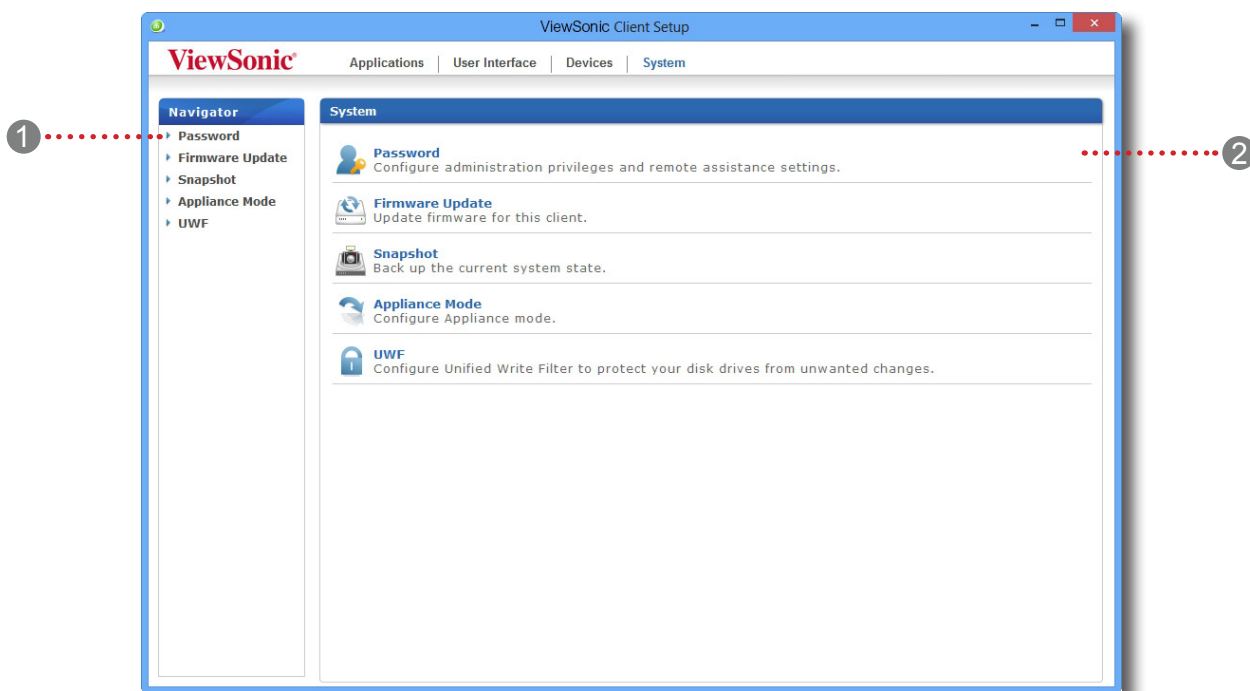 ViewSonic Client Setup
ViewSonic®
Applications | User Interface | Devices | System
Navigator
Password
Firmware Update
Snapshot
Appliance Mode
UWF
System
Password
Configure administration privileges and remote assistance settings.
Firmware Update
Update firmware for this client.
Snapshot
Back up the current system state.
Appliance Mode
Configure Appliance mode.
UWF
Configure Unified Write Filter to protect your disk drives from unwanted changes.
1
2